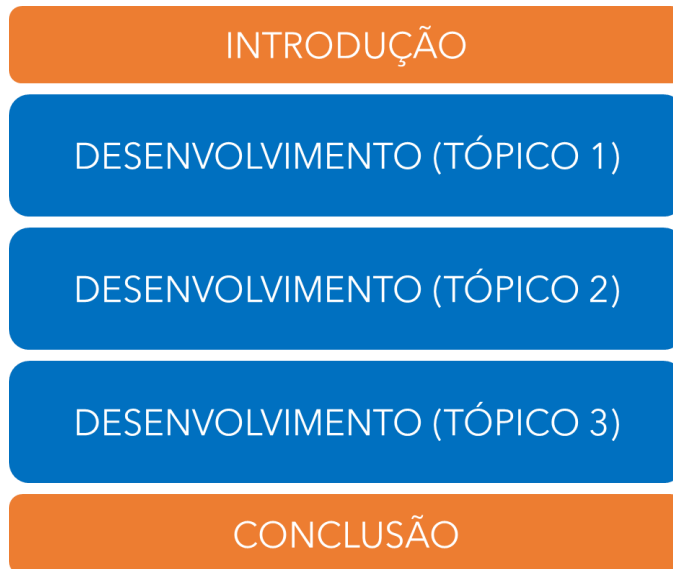 INTRODUÇÃO
DESENVOLVIMENTO (TÓPICO 1)
DESENVOLVIMENTO (TÓPICO 2)
DESENVOLVIMENTO (TÓPICO 3)
CONCLUSÃO